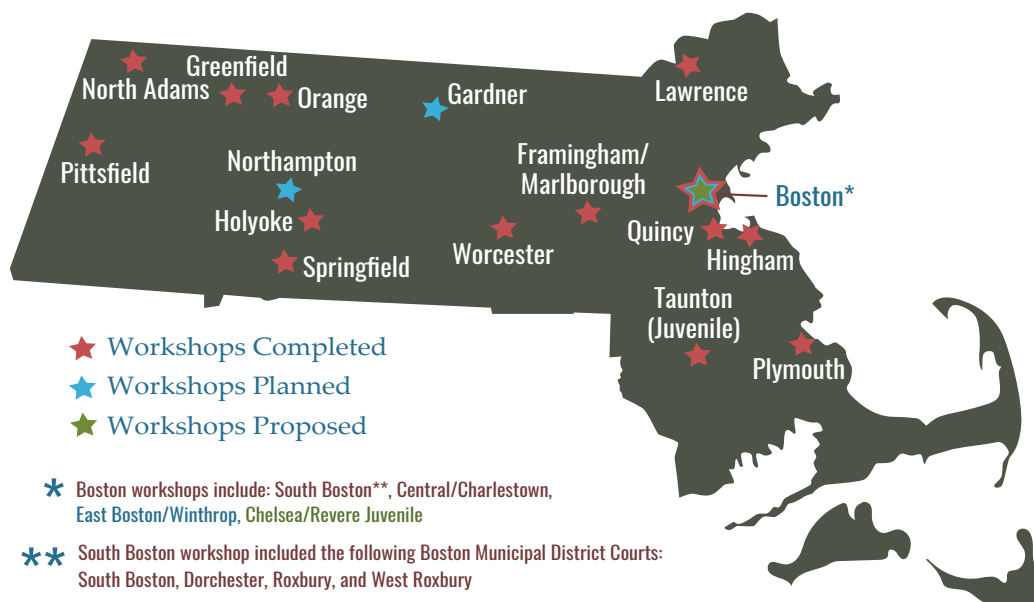 North Adams
Greenfield
Orange
Gardner
Lawrence
Pittsfield
Northampton
Framingham/
Marlborough
Boston*
Holyoke
Worcester
Quincy
Hingham
Springfield
Taunton
(Juvenile)
Plymouth
Workshops Completed
Workshops Planned
Workshops Proposed
* Boston workshops include: South Boston**, Central/Charlestown,
East Boston/Winthrop, Chelsea/Revere Juvenile
** South Boston workshop included the following Boston Municipal District Courts:
South Boston, Dorchester, Roxbury, and West Roxbury